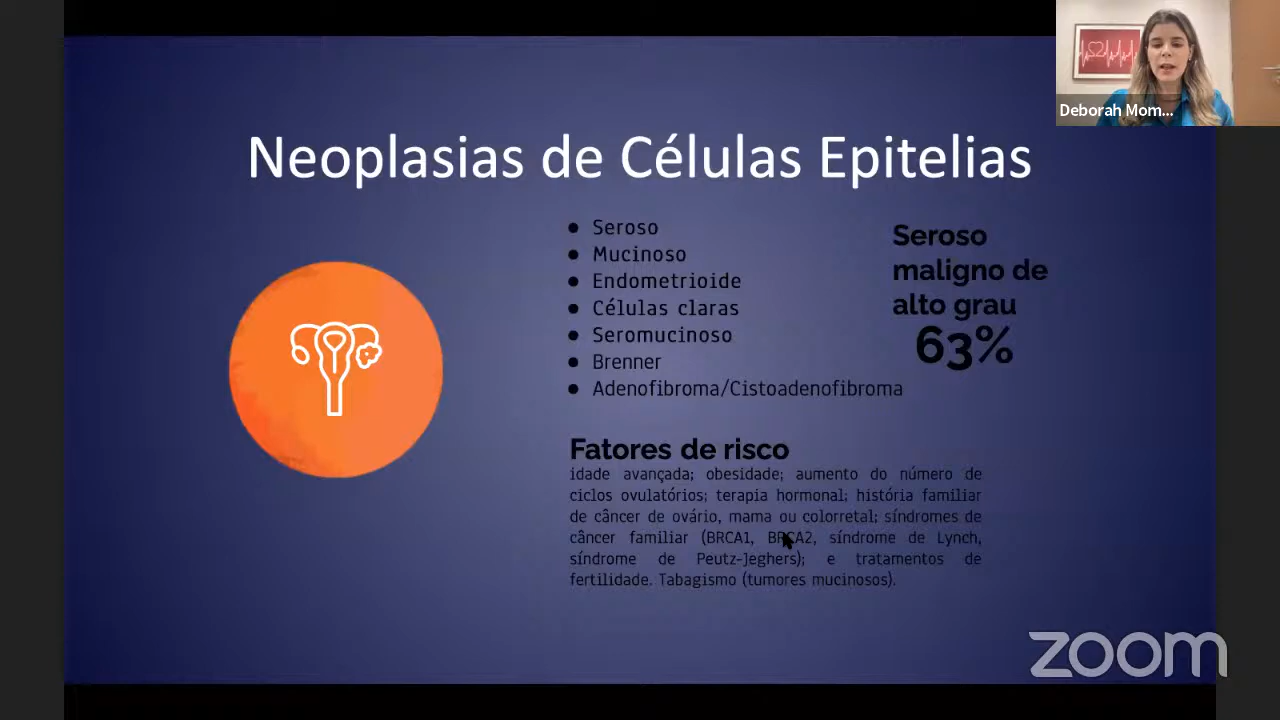 Deborah Mom...
Neoplasias de Células Epitelias
● Seroso
● Mucinoso
● Endometrioide
● Células claras
● Seromucinoso
● Brenner
● Adenofibroma/Cistoadenofibroma
Seroso
maligno de
alto grau
63%
Fatores de risco
idade avançada; obesidade; aumento do número de
ciclos ovulatórios; terapia hormonal; história familiar
de câncer de ovário, mama ou colorretal; síndromes de
câncer familiar (BRCA1, BRCA2, síndrome de Lynch,
síndrome de Peutz-Jeghers); e tratamentos de
fertilidade. Tabagismo (tumores mucinosos).
zoom